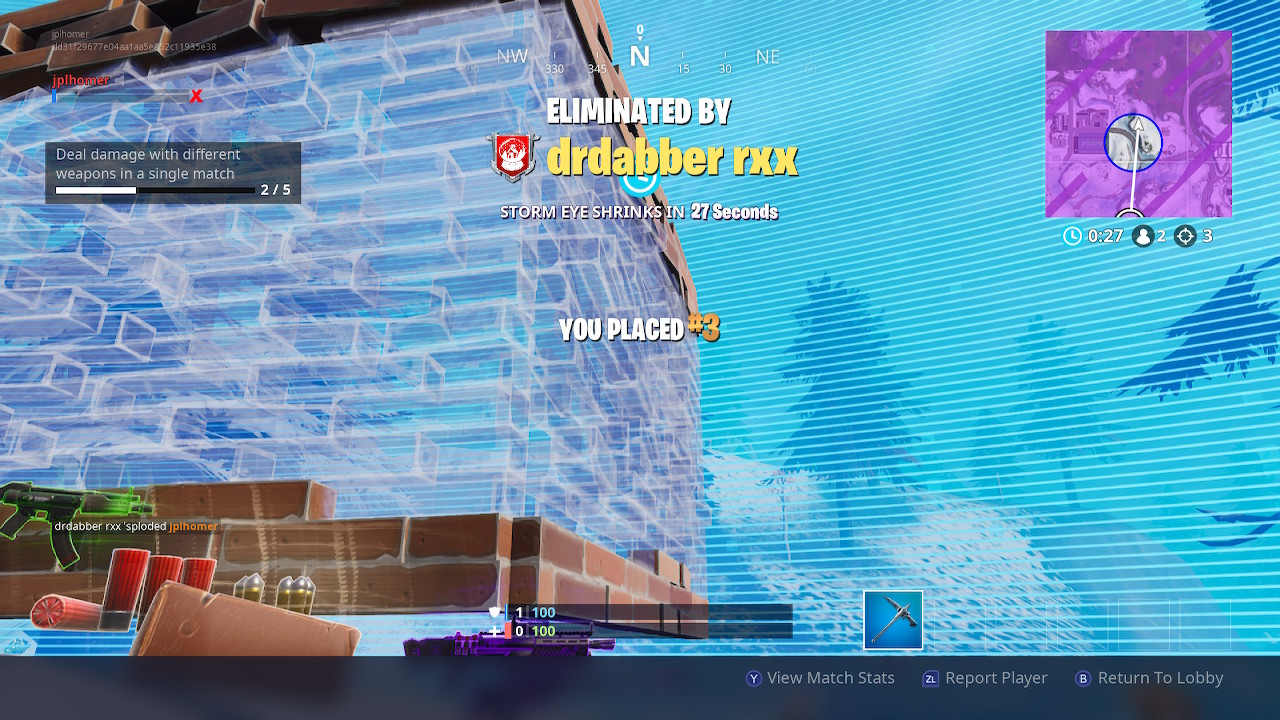 jplhomer
jplhomer
NW 330 345 0 N 15 30 NE
ELIMINATED BY
drdabber rxx
STORM EYE SHRINKS IN 27 Seconds
Deal damage with different
weapons in a single match
2 / 5
0:27 2 3
YOU PLACED #3
drdabber rxx 'sploded jplhomer
1 100
0 100
Y View Match Stats ZL Report Player B Return To Lobby